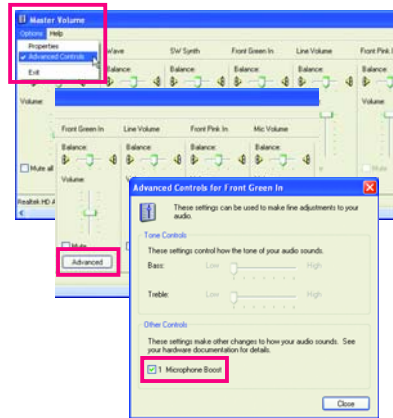 Master Volume
Options Help
Properties
Advanced Controls
Exit
Wave
SW Synth
Front Green In
Line Volume
Front Pink
Balance:
Balance:
Balance:
Balance:
Volume:
Volume:
Mute all
Mute
Realtek HD A
Front Green In
Line Volume
Front Pink In
Mic Volume
Balance:
Balance:
Balance:
Balance:
Volume:
Mute
Advanced
Advanced Controls for Front Green In
These settings can be used to make fine adjustments to your
audio.
Tone Controls
These settings control how the tone of your audio sounds.
Bass:
Low
High
Treble:
Low
High
Other Controls
These settings make other changes to how your audio sounds. See
your hardware documentation for details.
1 Microphone Boost
Close